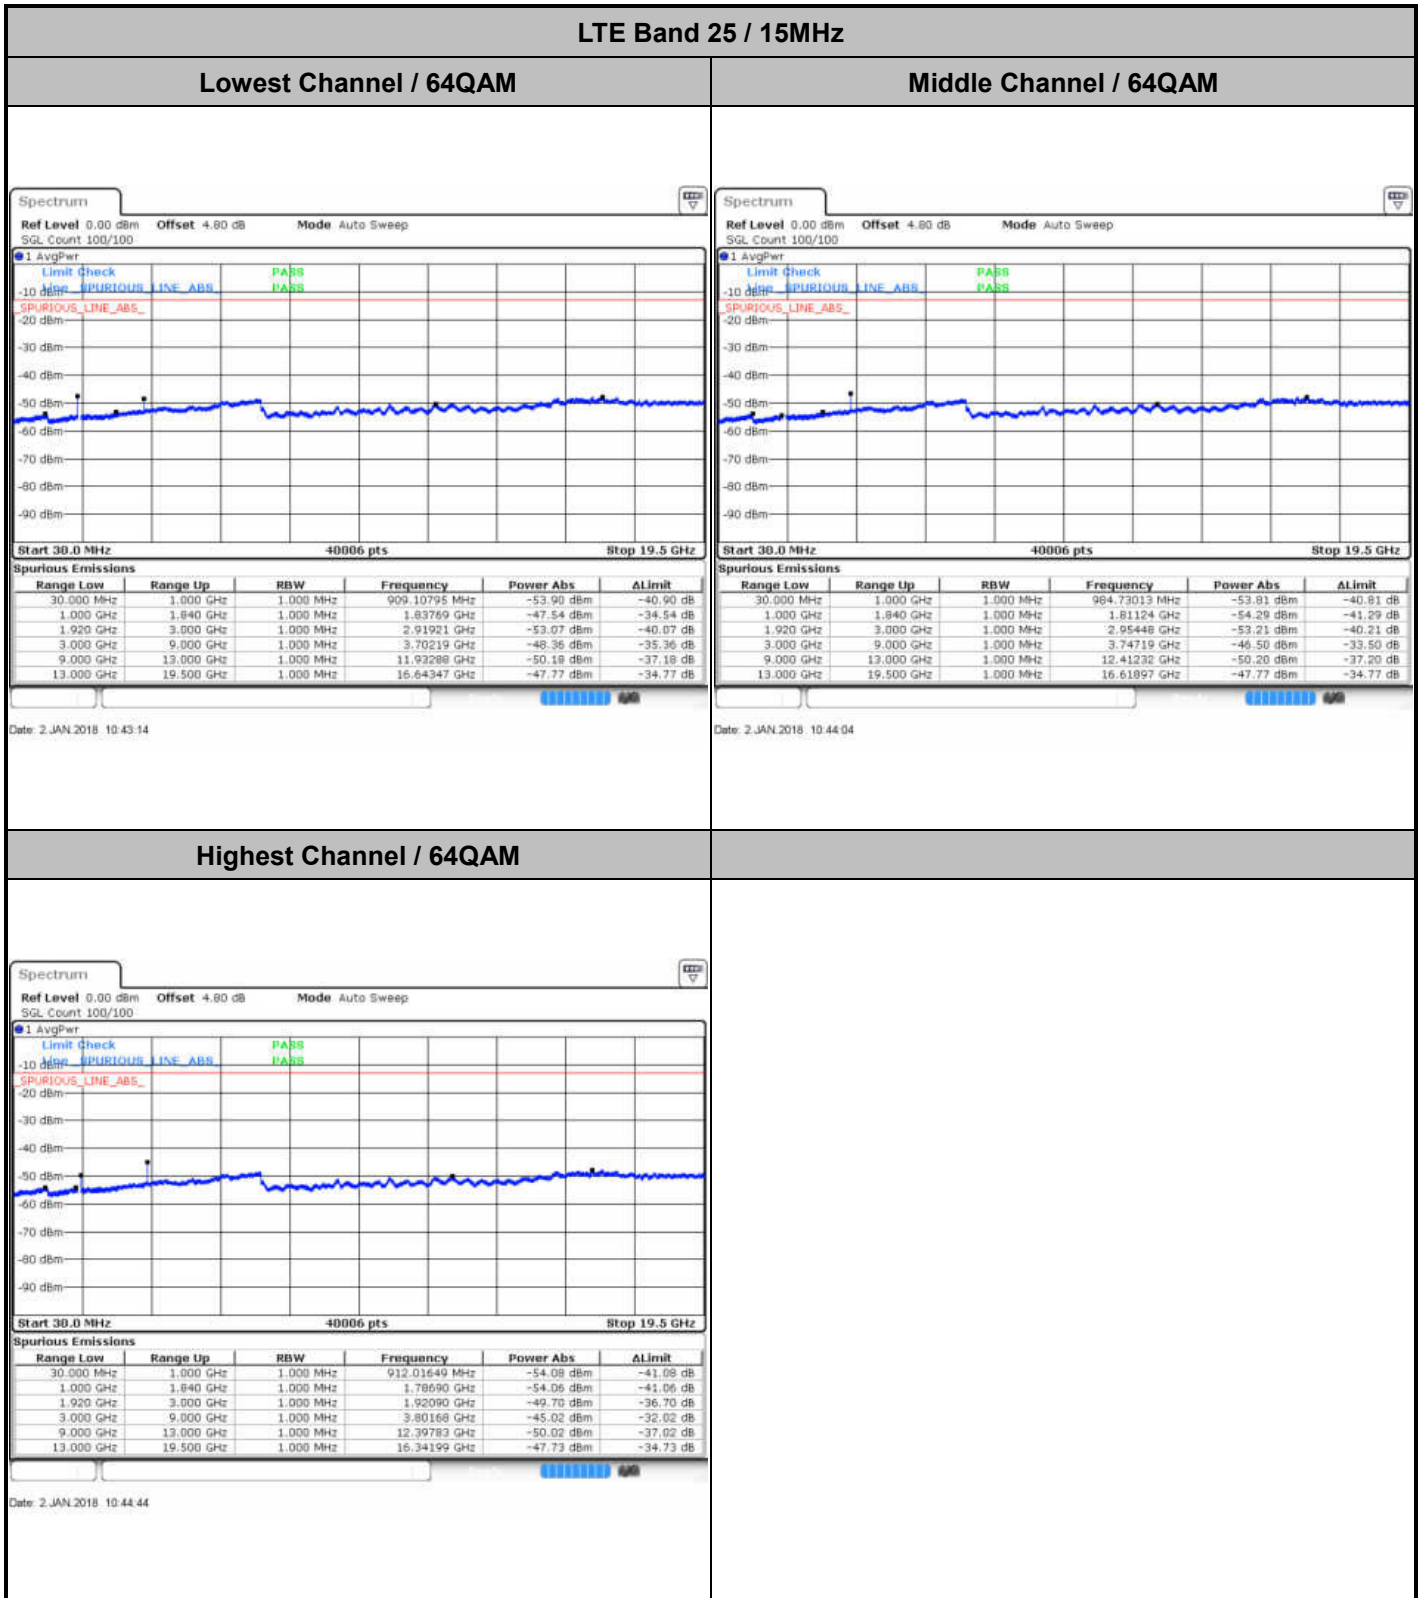 LTE Band 25 / 15MHz
Lowest Channel / 64QAM
Middle Channel / 64QAM
Spectrum
Ref Level 0.00 dBm Offset 4.80 dB Mode Auto Sweep
SGL Count 100/100
1 AvgPwr
Limit Check PASS
Line _SPURIOUS_LINE_ABS_ PASS
-10 dBm
_SPURIOUS_LINE_ABS_
-20 dBm
-30 dBm
-40 dBm
-50 dBm
-60 dBm
-70 dBm
-80 dBm
-90 dBm
Start 30.0 MHz 40006 pts Stop 19.5 GHz
Spurious Emissions
Range Low Range Up RBW Frequency Power Abs ΔLimit
30.000 MHz 1.000 GHz 1.000 MHz 909.10795 MHz -53.90 dBm -40.90 dB
1.000 GHz 1.840 GHz 1.000 MHz 1.83769 GHz -47.54 dBm -34.54 dB
1.920 GHz 3.000 GHz 1.000 MHz 2.91921 GHz -53.07 dBm -40.07 dB
3.000 GHz 9.000 GHz 1.000 MHz 3.70219 GHz -48.36 dBm -35.36 dB
9.000 GHz 13.000 GHz 1.000 MHz 11.93288 GHz -50.18 dBm -37.18 dB
13.000 GHz 19.500 GHz 1.000 MHz 16.64347 GHz -47.77 dBm -34.77 dB
Date: 2.JAN.2018 10:43:14
Spectrum
Ref Level 0.00 dBm Offset 4.80 dB Mode Auto Sweep
SGL Count 100/100
1 AvgPwr
Limit Check PASS
Line _SPURIOUS_LINE_ABS_ PASS
-10 dBm
_SPURIOUS_LINE_ABS_
-20 dBm
-30 dBm
-40 dBm
-50 dBm
-60 dBm
-70 dBm
-80 dBm
-90 dBm
Start 30.0 MHz 40006 pts Stop 19.5 GHz
Spurious Emissions
Range Low Range Up RBW Frequency Power Abs ΔLimit
30.000 MHz 1.000 GHz 1.000 MHz 984.73013 MHz -53.81 dBm -40.81 dB
1.000 GHz 1.840 GHz 1.000 MHz 1.81124 GHz -54.29 dBm -41.29 dB
1.920 GHz 3.000 GHz 1.000 MHz 2.95448 GHz -53.21 dBm -40.21 dB
3.000 GHz 9.000 GHz 1.000 MHz 3.74719 GHz -46.50 dBm -33.50 dB
9.000 GHz 13.000 GHz 1.000 MHz 12.41232 GHz -50.20 dBm -37.20 dB
13.000 GHz 19.500 GHz 1.000 MHz 16.61897 GHz -47.77 dBm -34.77 dB
Date: 2.JAN.2018 10:44:04
Highest Channel / 64QAM
Spectrum
Ref Level 0.00 dBm Offset 4.80 dB Mode Auto Sweep
SGL Count 100/100
1 AvgPwr
Limit Check PASS
Line _SPURIOUS_LINE_ABS_ PASS
-10 dBm
_SPURIOUS_LINE_ABS_
-20 dBm
-30 dBm
-40 dBm
-50 dBm
-60 dBm
-70 dBm
-80 dBm
-90 dBm
Start 30.0 MHz 40006 pts Stop 19.5 GHz
Spurious Emissions
Range Low Range Up RBW Frequency Power Abs ΔLimit
30.000 MHz 1.000 GHz 1.000 MHz 912.01649 MHz -54.08 dBm -41.08 dB
1.000 GHz 1.840 GHz 1.000 MHz 1.78690 GHz -54.06 dBm -41.06 dB
1.920 GHz 3.000 GHz 1.000 MHz 1.92090 GHz -49.70 dBm -36.70 dB
3.000 GHz 9.000 GHz 1.000 MHz 3.80168 GHz -45.02 dBm -32.02 dB
9.000 GHz 13.000 GHz 1.000 MHz 12.39783 GHz -50.02 dBm -37.02 dB
13.000 GHz 19.500 GHz 1.000 MHz 16.34199 GHz -47.73 dBm -34.73 dB
Date: 2.JAN.2018 10:44:44